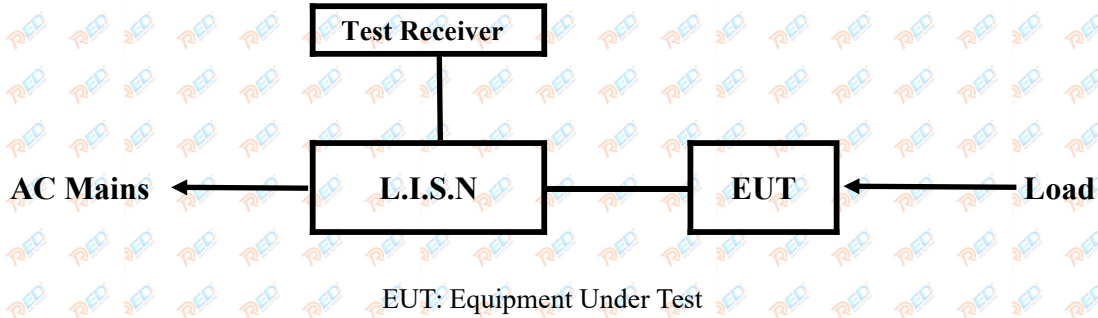 Test Receiver
AC Mains L.I.S.N EUT Load
EUT: Equipment Under Test